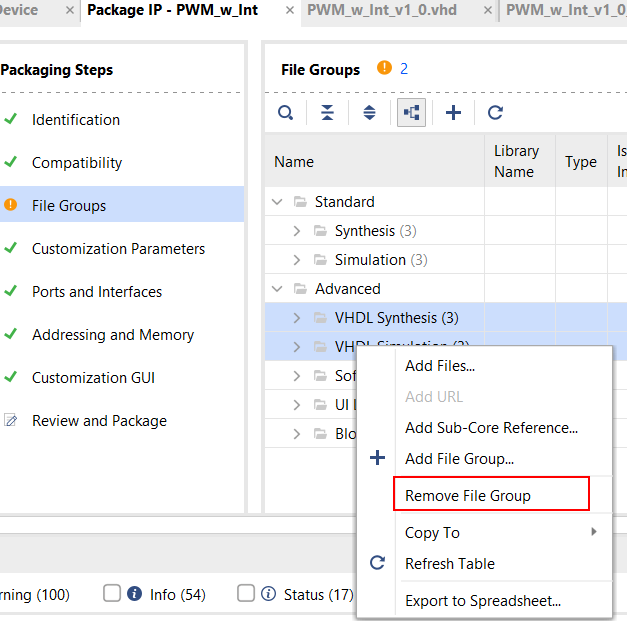 Device × Package IP - PWM_w_Int × PWM_w_Int_v1_0.vhd × PWM_w_Int_v1_0
Packaging Steps
Identification
Compatibility
File Groups
Customization Parameters
Ports and Interfaces
Addressing and Memory
Customization GUI
Review and Package
File Groups 2
Name Library Name Type Is In
Standard
Synthesis (3)
Simulation (3)
Advanced
VHDL Synthesis (3)
VHDL Simulation (3)
Sof
UI
Blo
Add Files...
Add URL
Add Sub-Core Reference...
Add File Group...
Remove File Group
Copy To
Refresh Table
Export to Spreadsheet...
rning (100) Info (54) Status (17)